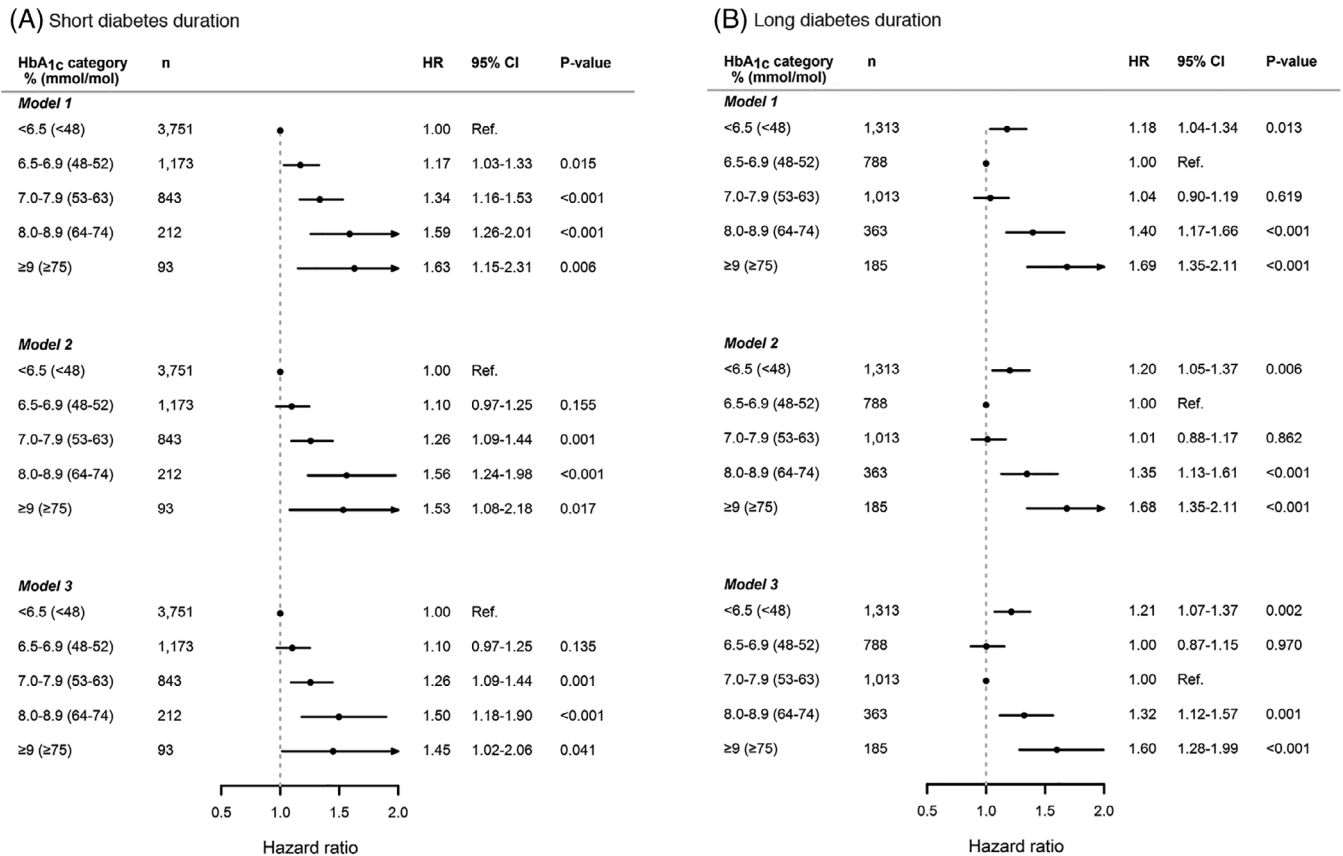 (A) Short diabetes duration
HbA1c category n HR 95% CI P-value
% (mmol/mol)
Model 1
<6.5 (<48) 3,751 1.00 Ref.
6.5-6.9 (48-52) 1,173 1.17 1.03-1.33 0.015
7.0-7.9 (53-63) 843 1.34 1.16-1.53 <0.001
8.0-8.9 (64-74) 212 1.59 1.26-2.01 <0.001
≥9 (≥75) 93 1.63 1.15-2.31 0.006
Model 2
<6.5 (<48) 3,751 1.00 Ref.
6.5-6.9 (48-52) 1,173 1.10 0.97-1.25 0.155
7.0-7.9 (53-63) 843 1.26 1.09-1.44 0.001
8.0-8.9 (64-74) 212 1.56 1.24-1.98 <0.001
≥9 (≥75) 93 1.53 1.08-2.18 0.017
Model 3
<6.5 (<48) 3,751 1.00 Ref.
6.5-6.9 (48-52) 1,173 1.10 0.97-1.25 0.135
7.0-7.9 (53-63) 843 1.26 1.09-1.44 0.001
8.0-8.9 (64-74) 212 1.50 1.18-1.90 <0.001
≥9 (≥75) 93 1.45 1.02-2.06 0.041
0.5 1.0 1.5 2.0
Hazard ratio
(B) Long diabetes duration
HbA1c category n HR 95% CI P-value
% (mmol/mol)
Model 1
<6.5 (<48) 1,313 1.18 1.04-1.34 0.013
6.5-6.9 (48-52) 788 1.00 Ref.
7.0-7.9 (53-63) 1,013 1.04 0.90-1.19 0.619
8.0-8.9 (64-74) 363 1.40 1.17-1.66 <0.001
≥9 (≥75) 185 1.69 1.35-2.11 <0.001
Model 2
<6.5 (<48) 1,313 1.20 1.05-1.37 0.006
6.5-6.9 (48-52) 788 1.00 Ref.
7.0-7.9 (53-63) 1,013 1.01 0.88-1.17 0.862
8.0-8.9 (64-74) 363 1.35 1.13-1.61 <0.001
≥9 (≥75) 185 1.68 1.35-2.11 <0.001
Model 3
<6.5 (<48) 1,313 1.21 1.07-1.37 0.002
6.5-6.9 (48-52) 788 1.00 0.87-1.15 0.970
7.0-7.9 (53-63) 1,013 1.00 Ref.
8.0-8.9 (64-74) 363 1.32 1.12-1.57 0.001
≥9 (≥75) 185 1.60 1.28-1.99 <0.001
0.5 1.0 1.5 2.0
Hazard ratio